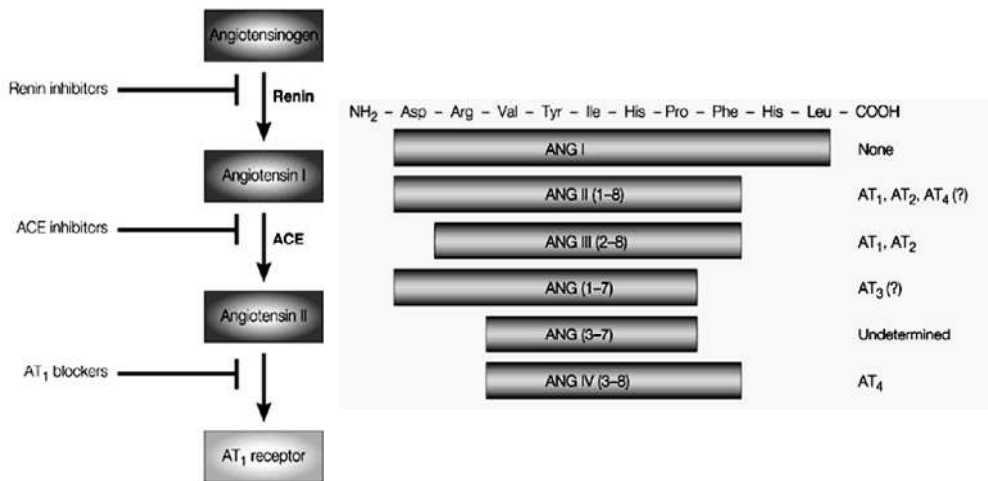 Angiotensinogen
Renin inhibitors
Renin
Angiotensin I
ACE inhibitors
ACE
Angiotensin II
AT₁ blockers
AT₁ receptor
NH₂ – Asp – Arg – Val – Tyr – Ile – His – Pro – Phe – His – Leu – COOH
ANG I None
ANG II (1–8) AT₁, AT₂, AT₄ (?)
ANG III (2–8) AT₁, AT₂
ANG (1–7) AT₃ (?)
ANG (3–7) Undetermined
ANG IV (3–8) AT₄